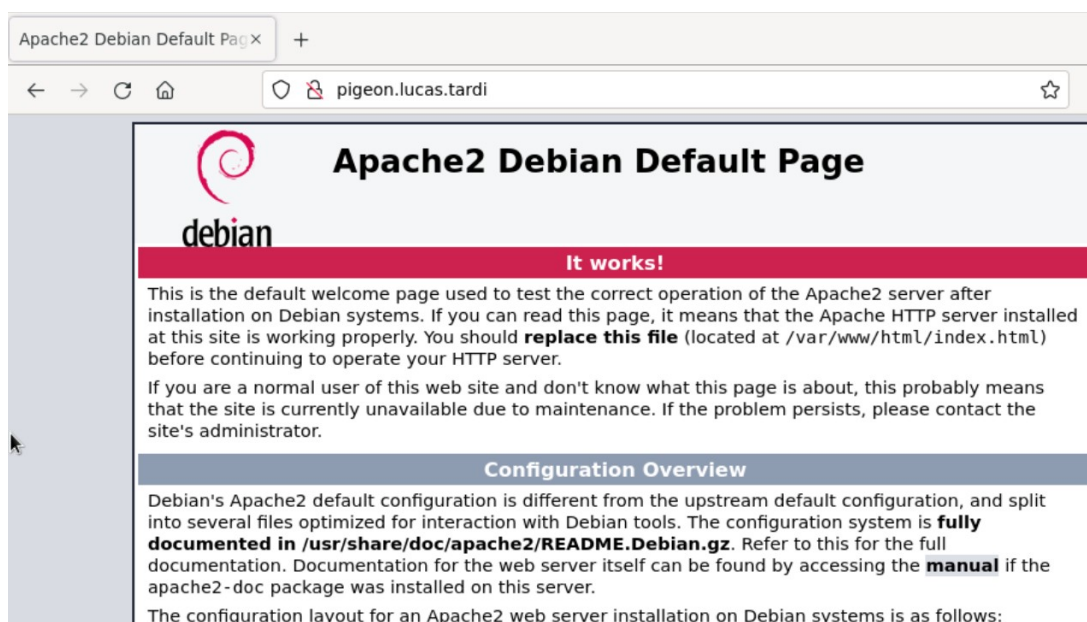 Apache2 Debian Default Pag
pigeon.lucas.tardi
debian
Apache2 Debian Default Page
It works!
This is the default welcome page used to test the correct operation of the Apache2 server after
installation on Debian systems. If you can read this page, it means that the Apache HTTP server installed
at this site is working properly. You should replace this file (located at /var/www/html/index.html)
before continuing to operate your HTTP server.
If you are a normal user of this web site and don't know what this page is about, this probably means
that the site is currently unavailable due to maintenance. If the problem persists, please contact the
site's administrator.
Configuration Overview
Debian's Apache2 default configuration is different from the upstream default configuration, and split
into several files optimized for interaction with Debian tools. The configuration system is fully
documented in /usr/share/doc/apache2/README.Debian.gz. Refer to this for the full
documentation. Documentation for the web server itself can be found by accessing the manual if the
apache2-doc package was installed on this server.
The configuration layout for an Apache2 web server installation on Debian systems is as follows: